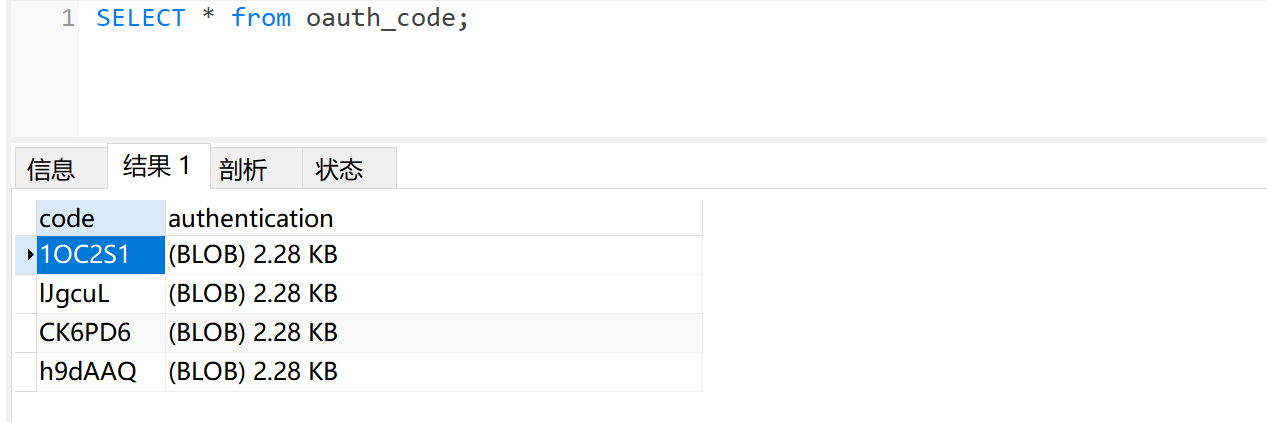 1 SELECT * from oauth_code;
信息 结果 1 剖析 状态
code authentication
1OC2S1 (BLOB) 2.28 KB
lJgcuL (BLOB) 2.28 KB
CK6PD6 (BLOB) 2.28 KB
h9dAAQ (BLOB) 2.28 KB